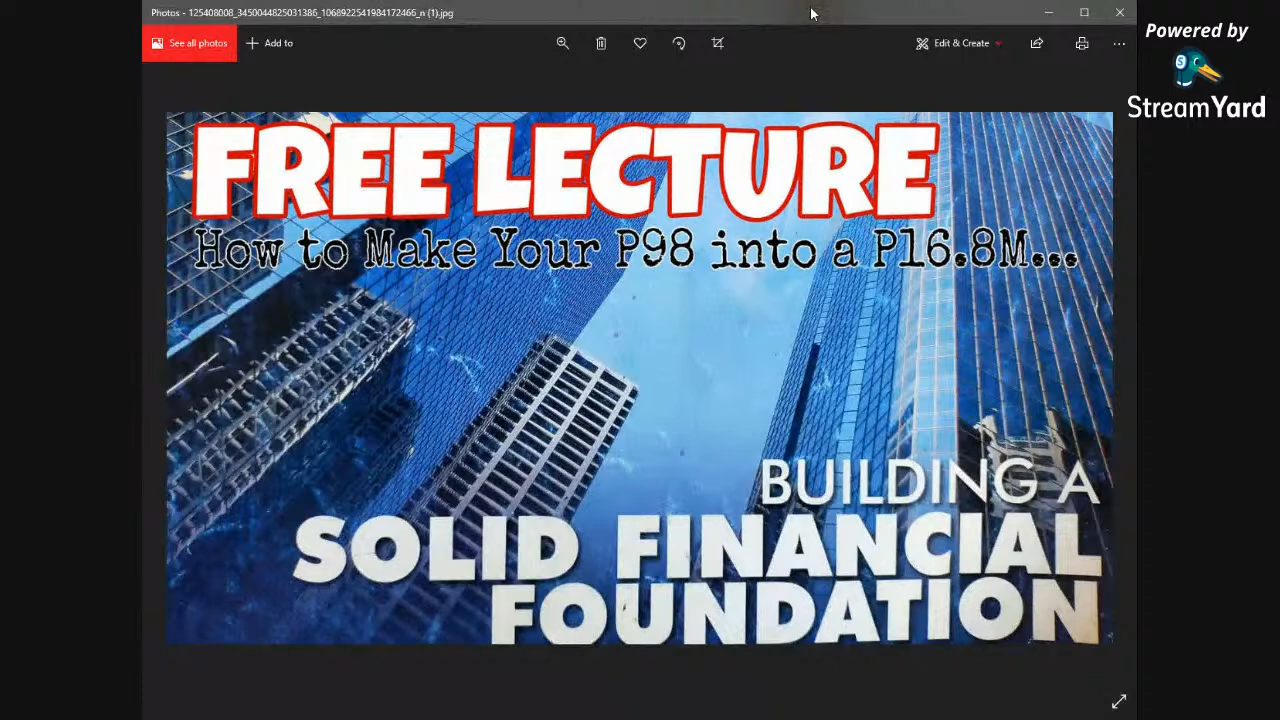 Photos - 125408008_3450044825031386_1068922541984172466_n (1).jpg
See all photos
Add to
Edit & Create
Powered by
S
StreamYard
FREE LECTURE
How to Make Your P98 into a P16.8M...
BUILDING A
SOLID FINANCIAL
FOUNDATION